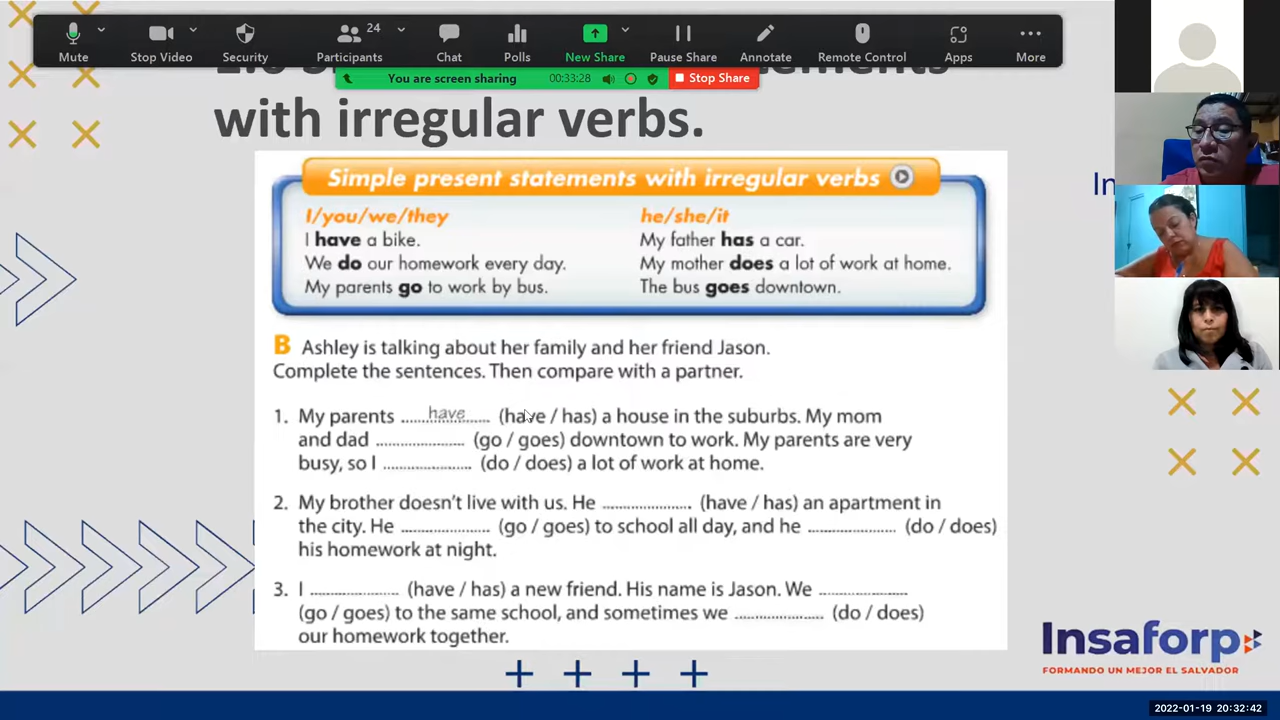 Mute
Stop Video
Security
Participants
24
Chat
Polls
New Share
Pause Share
Annotate
Remote Control
Apps
More
You are screen sharing
00:33:28
Stop Share
with irregular verbs.
Simple present statements with irregular verbs
I/you/we/they
he/she/it
I have a bike.
My father has a car.
We do our homework every day.
My mother does a lot of work at home.
My parents go to work by bus.
The bus goes downtown.
B Ashley is talking about her family and her friend Jason.
Complete the sentences. Then compare with a partner.
1. My parents have (have / has) a house in the suburbs. My mom
and dad .................... (go / goes) downtown to work. My parents are very
busy, so I .................... (do / does) a lot of work at home.
2. My brother doesn't live with us. He .................... (have / has) an apartment in
the city. He .................... (go / goes) to school all day, and he .................... (do / does)
his homework at night.
3. I .................... (have / has) a new friend. His name is Jason. We ....................
(go / goes) to the same school, and sometimes we .................... (do / does)
our homework together.
Insaforp
FORMANDO UN MEJOR EL SALVADOR
2022-01-19 20:32:42